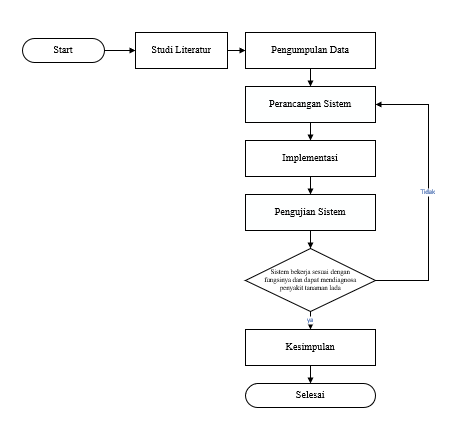 Start
Studi Literatur
Pengumpulan Data
Perancangan Sistem
Implementasi
Pengujian Sistem
Tidak
Sistem bekerja sesuai dengan
fungsinya dan dapat mendiagnosa
penyakit tanaman lada
ya
Kesimpulan
Selesai